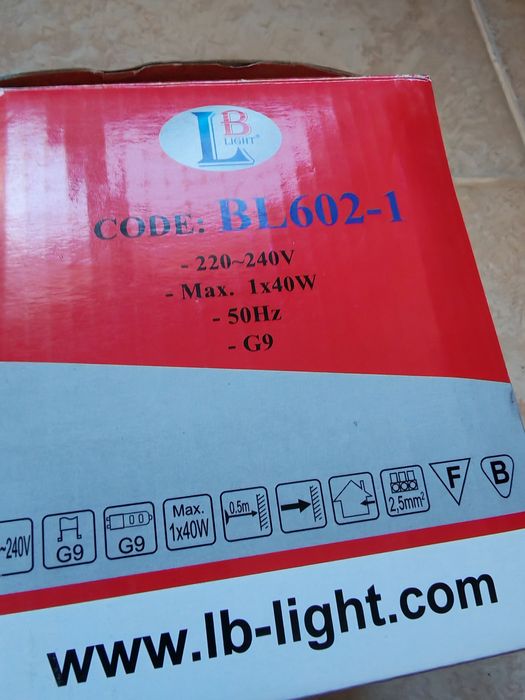 LB
LIGHT®
CODE: BL602-1
- 220~240V
- Max. 1x40W
- 50Hz
- G9
~240V
G9
G9
Max.
1x40W
0.5m
2,5mm²
F
B
www.lb-light.com